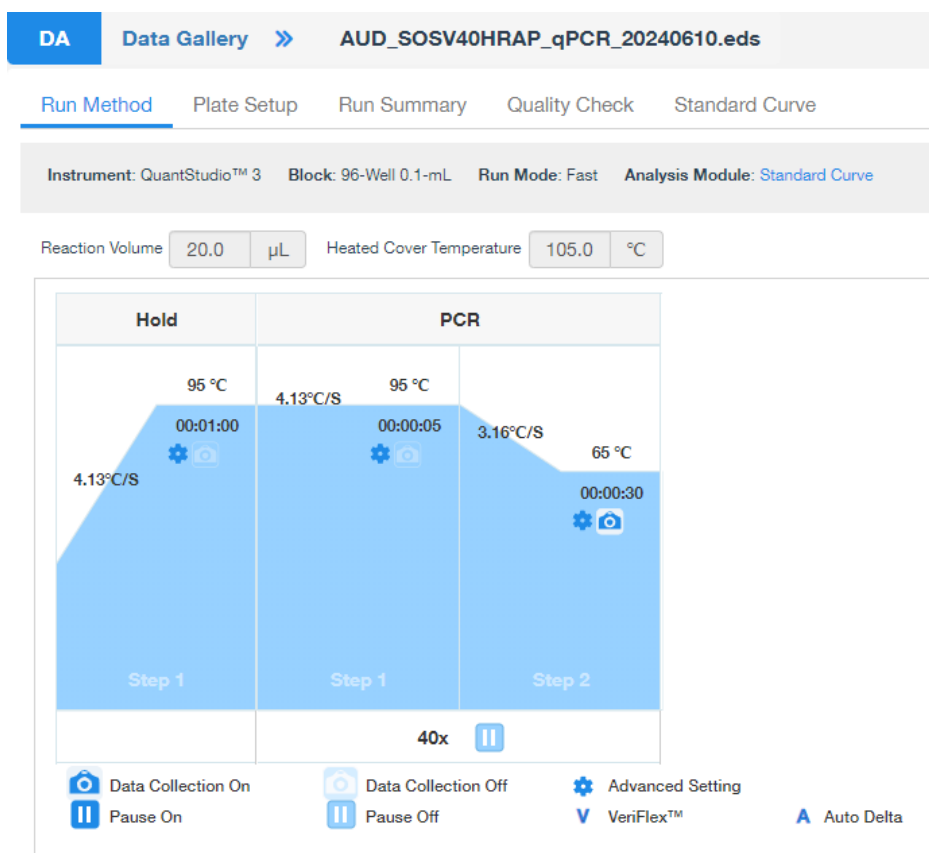 DA Data Gallery » AUD_SOSV40HRAP_qPCR_20240610.eds
Run Method Plate Setup Run Summary Quality Check Standard Curve
Instrument: QuantStudio™ 3 Block: 96-Well 0.1-mL Run Mode: Fast Analysis Module: Standard Curve
Reaction Volume 20.0 µL Heated Cover Temperature 105.0 °C
Hold PCR
95 °C 95 °C
4.13°C/S
00:01:00 00:00:05
3.16°C/S
65 °C
4.13°C/S
00:00:30
Step 1 Step 1 Step 2
40x
Data Collection On Data Collection Off Advanced Setting
Pause On Pause Off V VeriFlex™ A Auto Delta